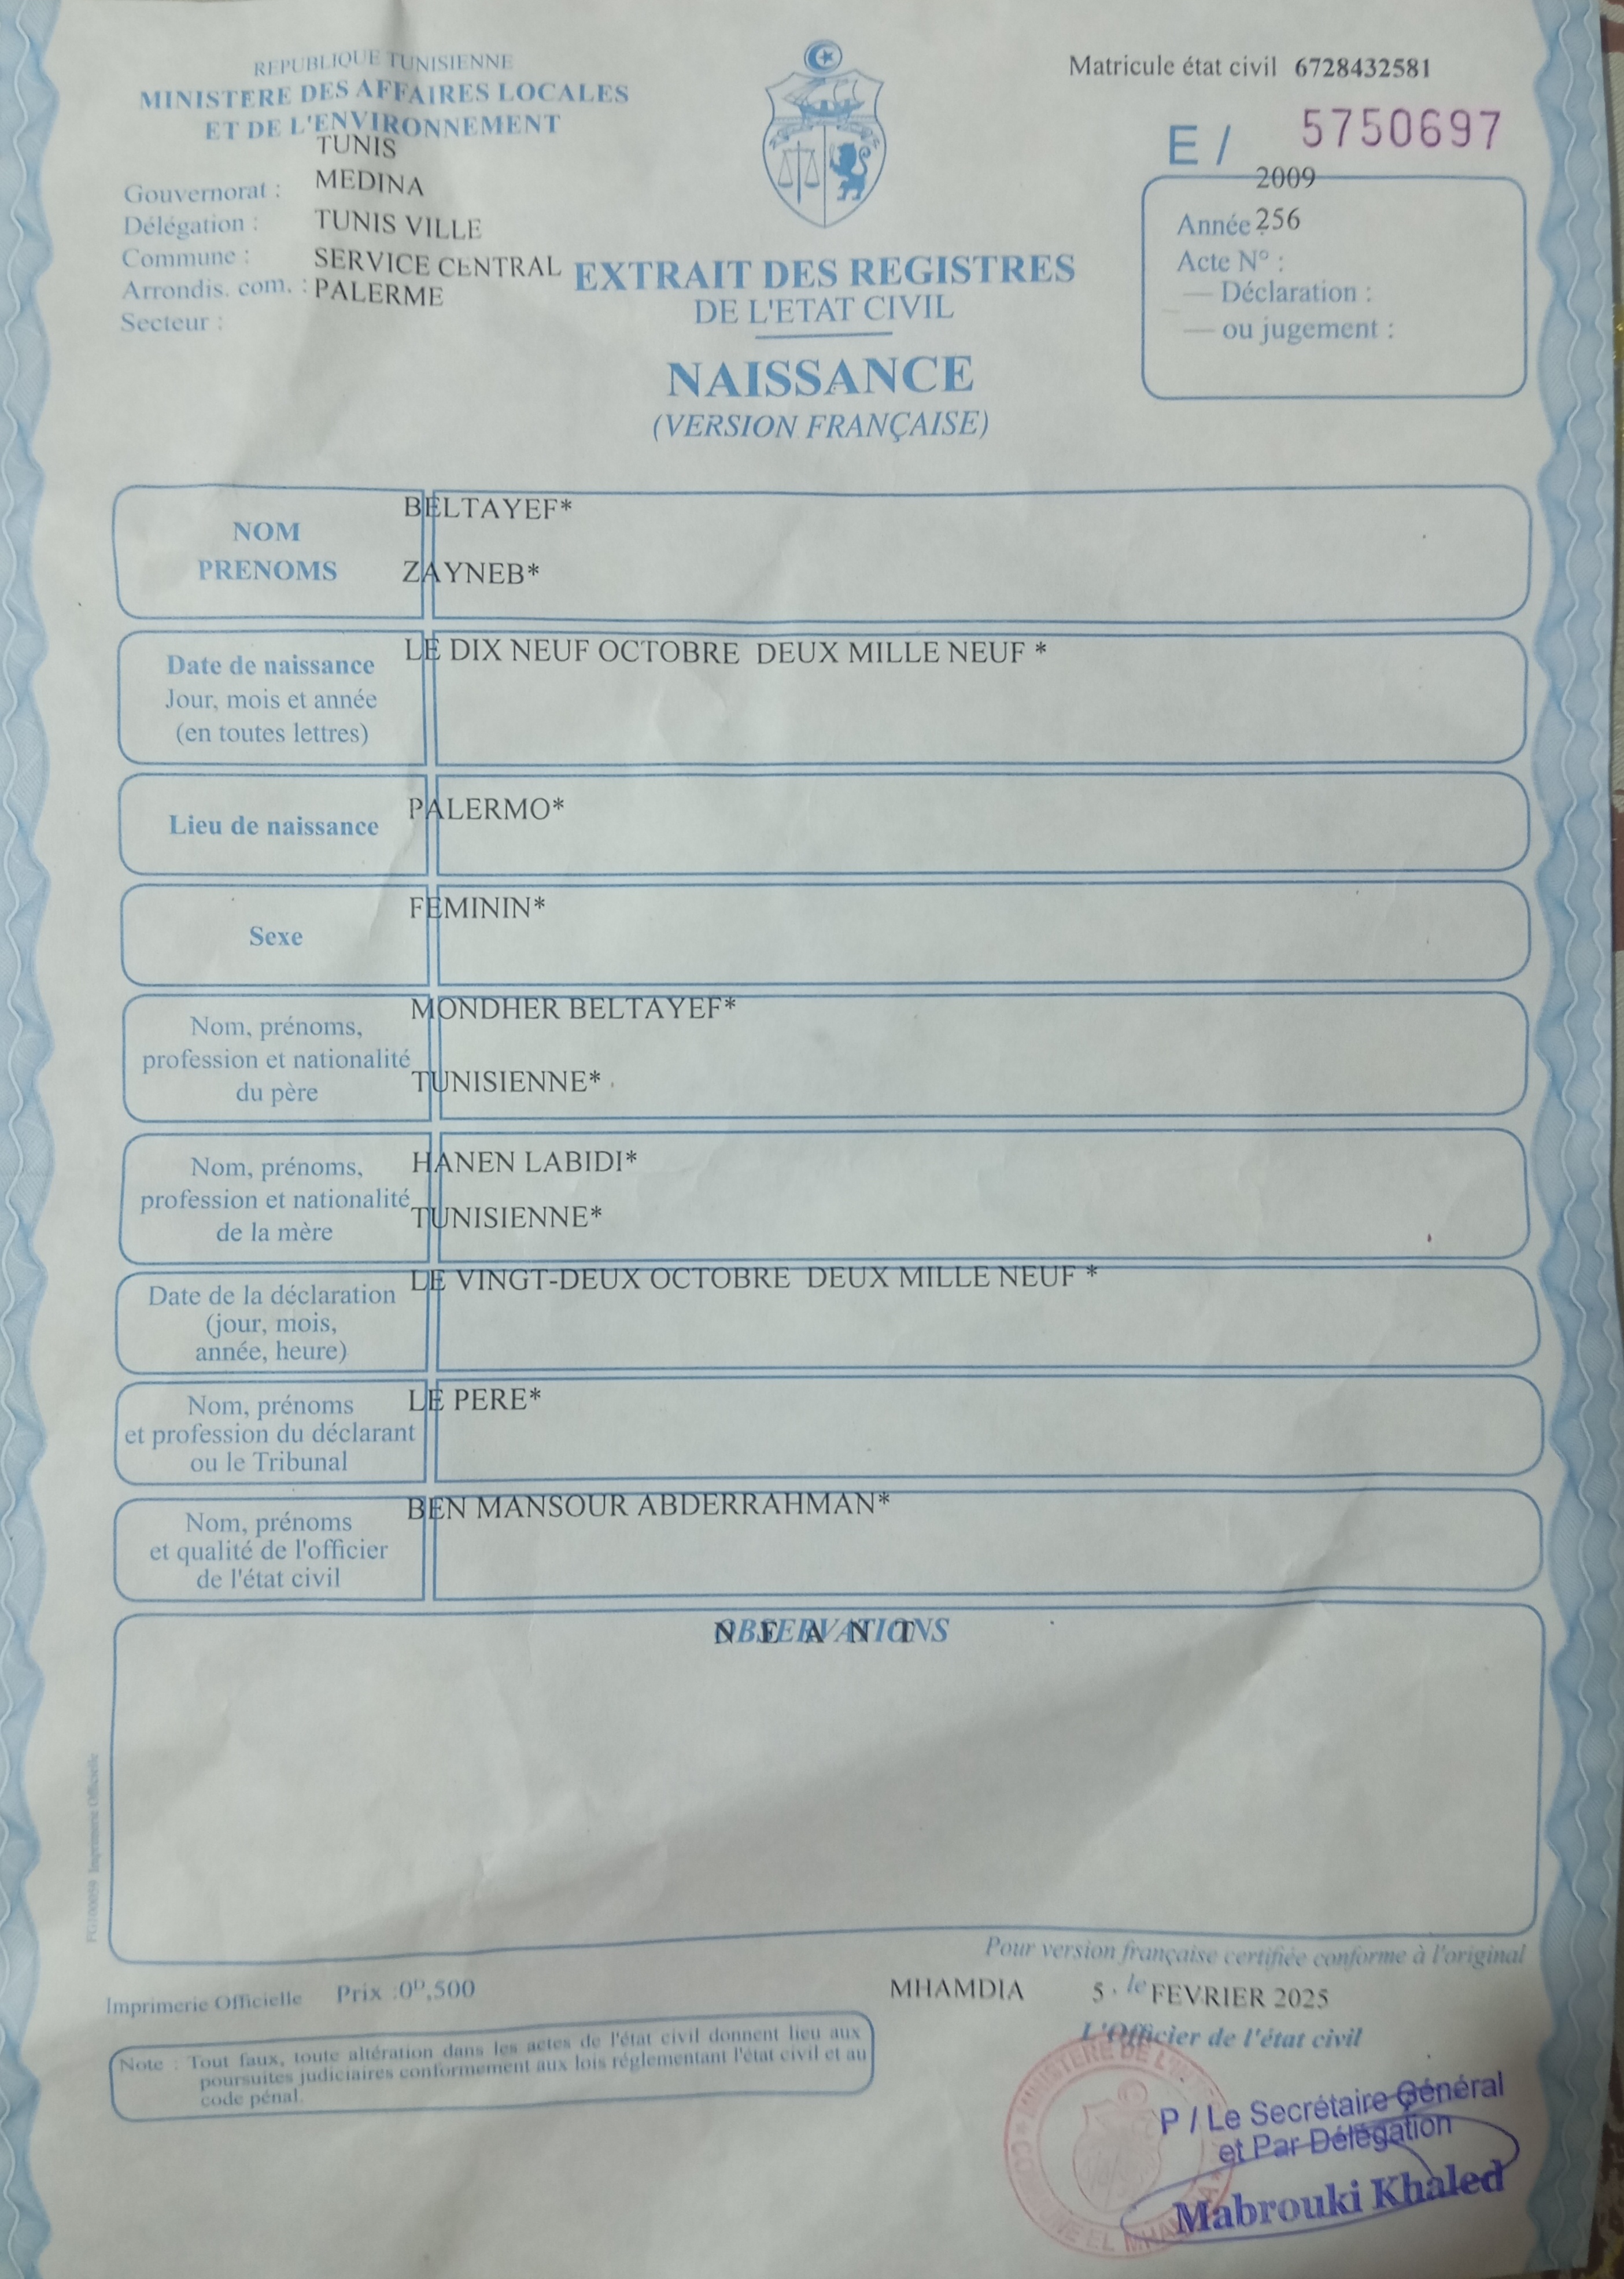 REPUBLIQUE TUNISIENNE
MINISTERE DES AFFAIRES LOCALES
ET DE L'ENVIRONNEMENT
TUNIS
Gouvernorat : MEDINA
Délégation : TUNIS VILLE
Commune : SERVICE CENTRAL
Arrondis. com. : PALERME
Secteur :
Matricule état civil 6728432581
E / 5750697
2009
Année 256
Acte N° :
— Déclaration :
— ou jugement :
EXTRAIT DES REGISTRES
DE L'ETAT CIVIL
NAISSANCE
(VERSION FRANÇAISE)
NOM BELTAYEF*
PRENOMS ZAYNEB*
Date de naissance LE DIX NEUF OCTOBRE DEUX MILLE NEUF *
Jour, mois et année
(en toutes lettres)
Lieu de naissance PALERMO*
Sexe FEMININ*
Nom, prénoms, MONDHER BELTAYEF*
profession et nationalité
du père TUNISIENNE*
Nom, prénoms, HANEN LABIDI*
profession et nationalité TUNISIENNE*
de la mère
Date de la déclaration LE VINGT-DEUX OCTOBRE DEUX MILLE NEUF *
(jour, mois,
année, heure)
Nom, prénoms LE PERE*
et profession du déclarant
ou le Tribunal
Nom, prénoms BEN MANSOUR ABDERRAHMAN*
et qualité de l'officier
de l'état civil
OBSERVATIONS
N E A N T
Pour version française certifiée conforme à l'original
MHAMDIA 5 , le FEVRIER 2025
L'Officier de l'état civil
Imprimerie Officielle Prix :0ᴰ,500
Note : Tout faux, toute altération dans les actes de l'état civil donnent lieu aux
poursuites judiciaires conformement aux lois réglementant l'état civil et au
code pénal.
P / Le Secrétaire Général
et Par Délégation
Mabrouki Khaled